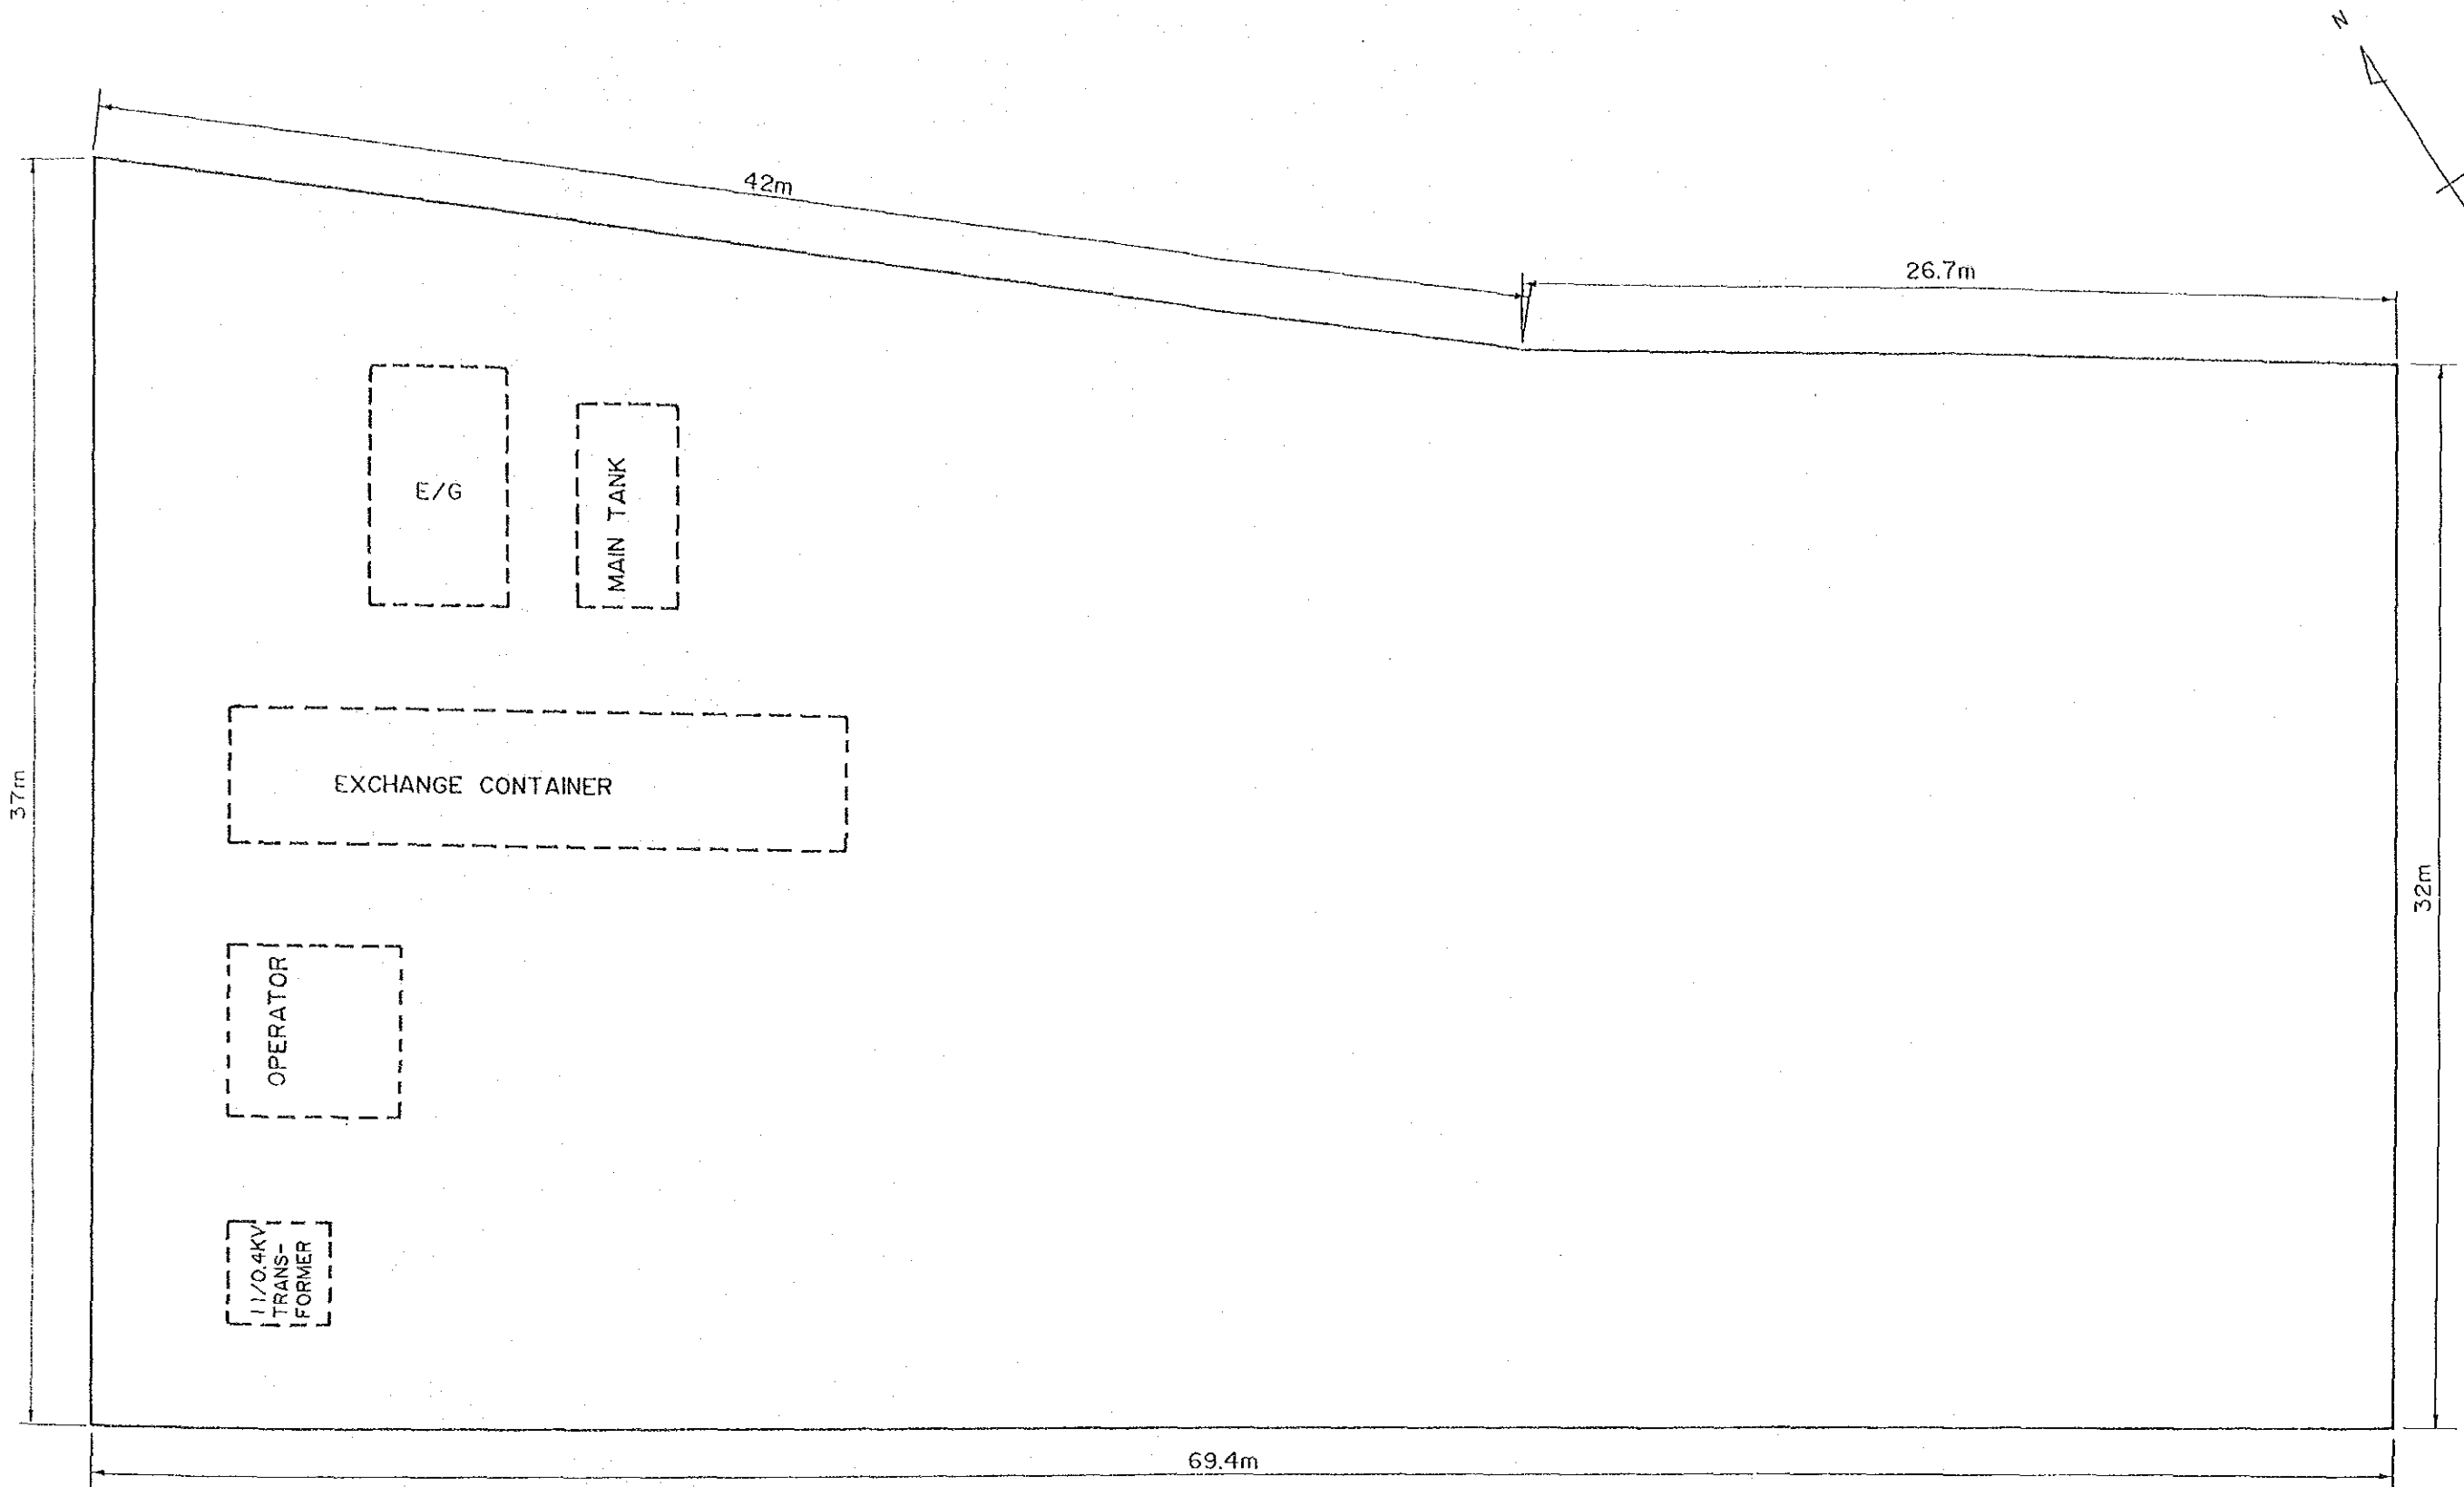 N
42m
26.7m
E/G
MAIN TANK
37m
EXCHANGE CONTAINER
32m
OPERATOR
11/0.4KV
TRANS-
FORMER
69.4m